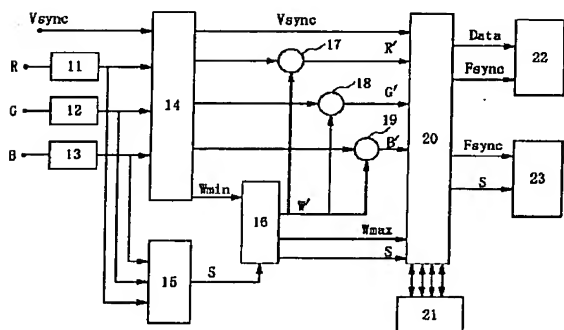 Vsync
Vsync
17
R
11
R'
Data
22
14
18
Fsync
G
12
G'
19
B
13
B'
20
Wmin
Fsync
16
W'
23
S
Wmax
15
S
S
21